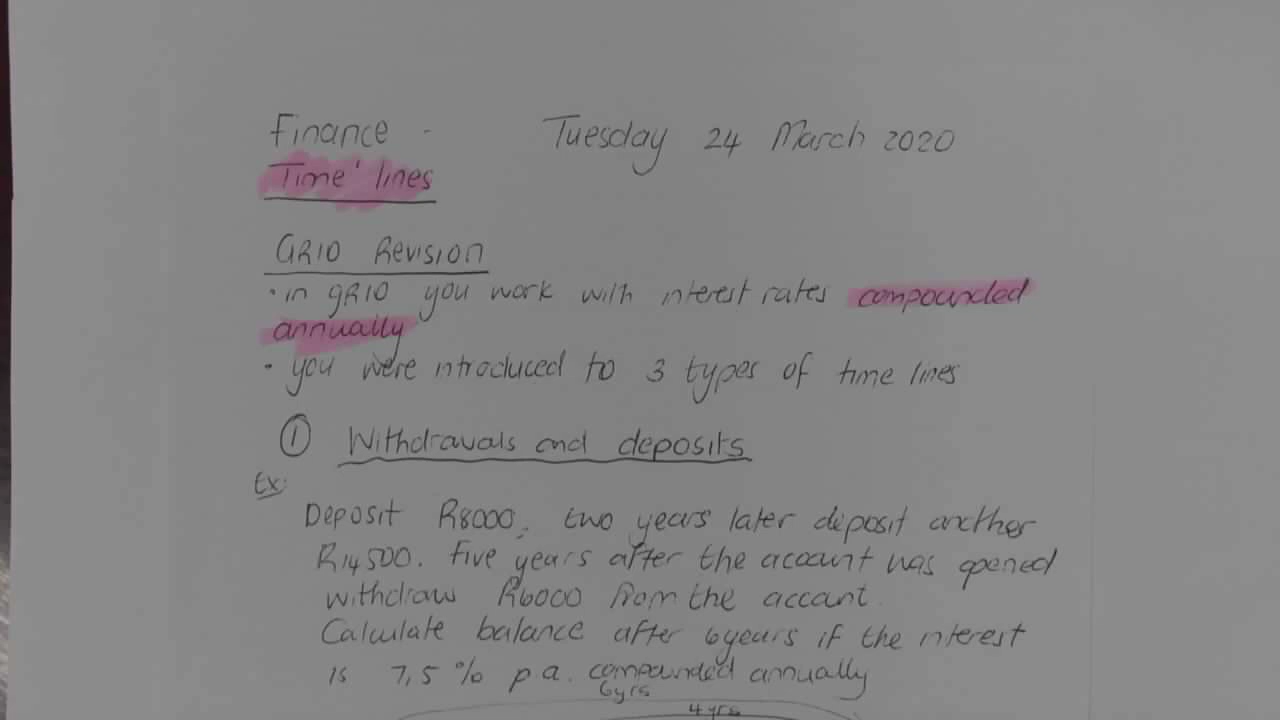 Finance - Tuesday 24 March 2020
Time lines
GR10 Revision
• in gR10 you work with interest rates compounded
annually
• you were introduced to 3 types of time lines
① Withdrawals and deposits
Ex:
Deposit R8000, two years later deposit another
R14500. Five years after the account was opened
withdraw R6000 from the account.
Calculate balance after 6 years if the interest
is 7,5% p.a. compounded annually
6yrs
4 yrs